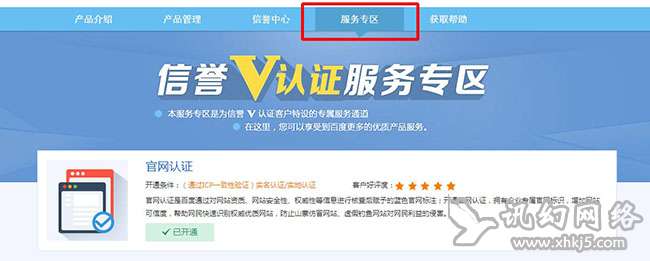 产品介绍 产品管理 信誉中心 服务专区 获取帮助
信誉V认证服务专区
本服务专区是为信誉 V 认证客户特设的专属服务通道
在这里，您可以享受到百度更多的优质产品服务。
官网认证
开通条件：（通过ICP一致性验证）实名认证/实地认证 客户好评度：
官网认证是百度通过对网站资质、网站安全性、权威性等信息进行核查后赋予的蓝色官网标注；开通官网认证，拥有企业专属官网标识，增加网站
可信度，帮助网民快速识别权威优质网站，防止山寨仿冒网站、虚假钓鱼网站对网民利益的侵害。
已开通
讯幻网络
www.xhkj5.com